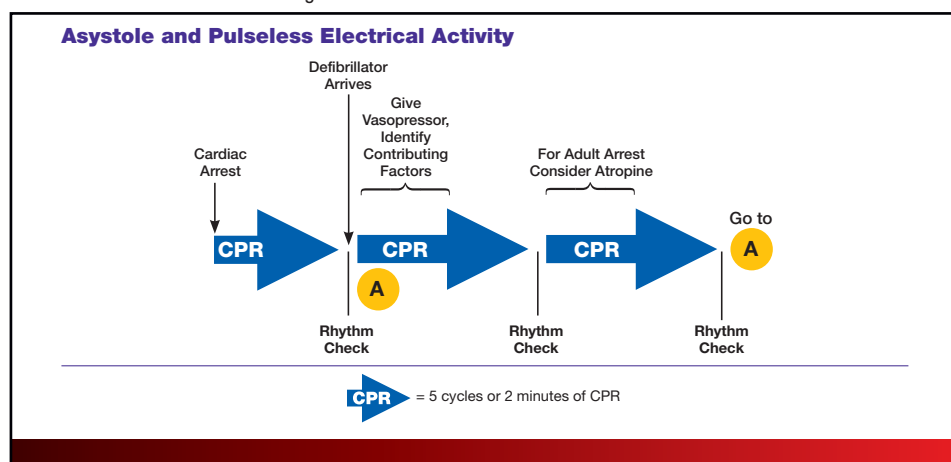 Asystole and Pulseless Electrical Activity
Defibrillator
Arrives
Give
Vasopressor,
Identify
Contributing
Factors
Cardiac
Arrest
For Adult Arrest
Consider Atropine
Go to
A
CPR
CPR
CPR
A
Rhythm
Check
Rhythm
Check
Rhythm
Check
CPR = 5 cycles or 2 minutes of CPR